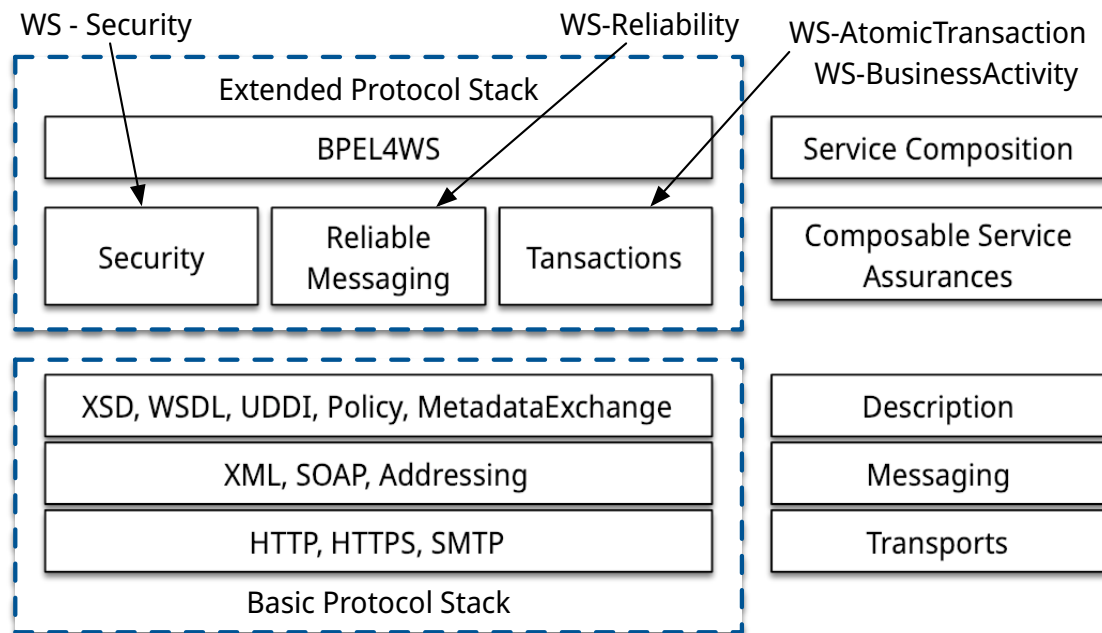 WS - Security
WS-Reliability
WS-AtomicTransaction
WS-BusinessActivity
Extended Protocol Stack
BPEL4WS
Service Composition
Security
Reliable
Messaging
Tansactions
Composable Service
Assurances
XSD, WSDL, UDDI, Policy, MetadataExchange
Description
XML, SOAP, Addressing
Messaging
HTTP, HTTPS, SMTP
Transports
Basic Protocol Stack